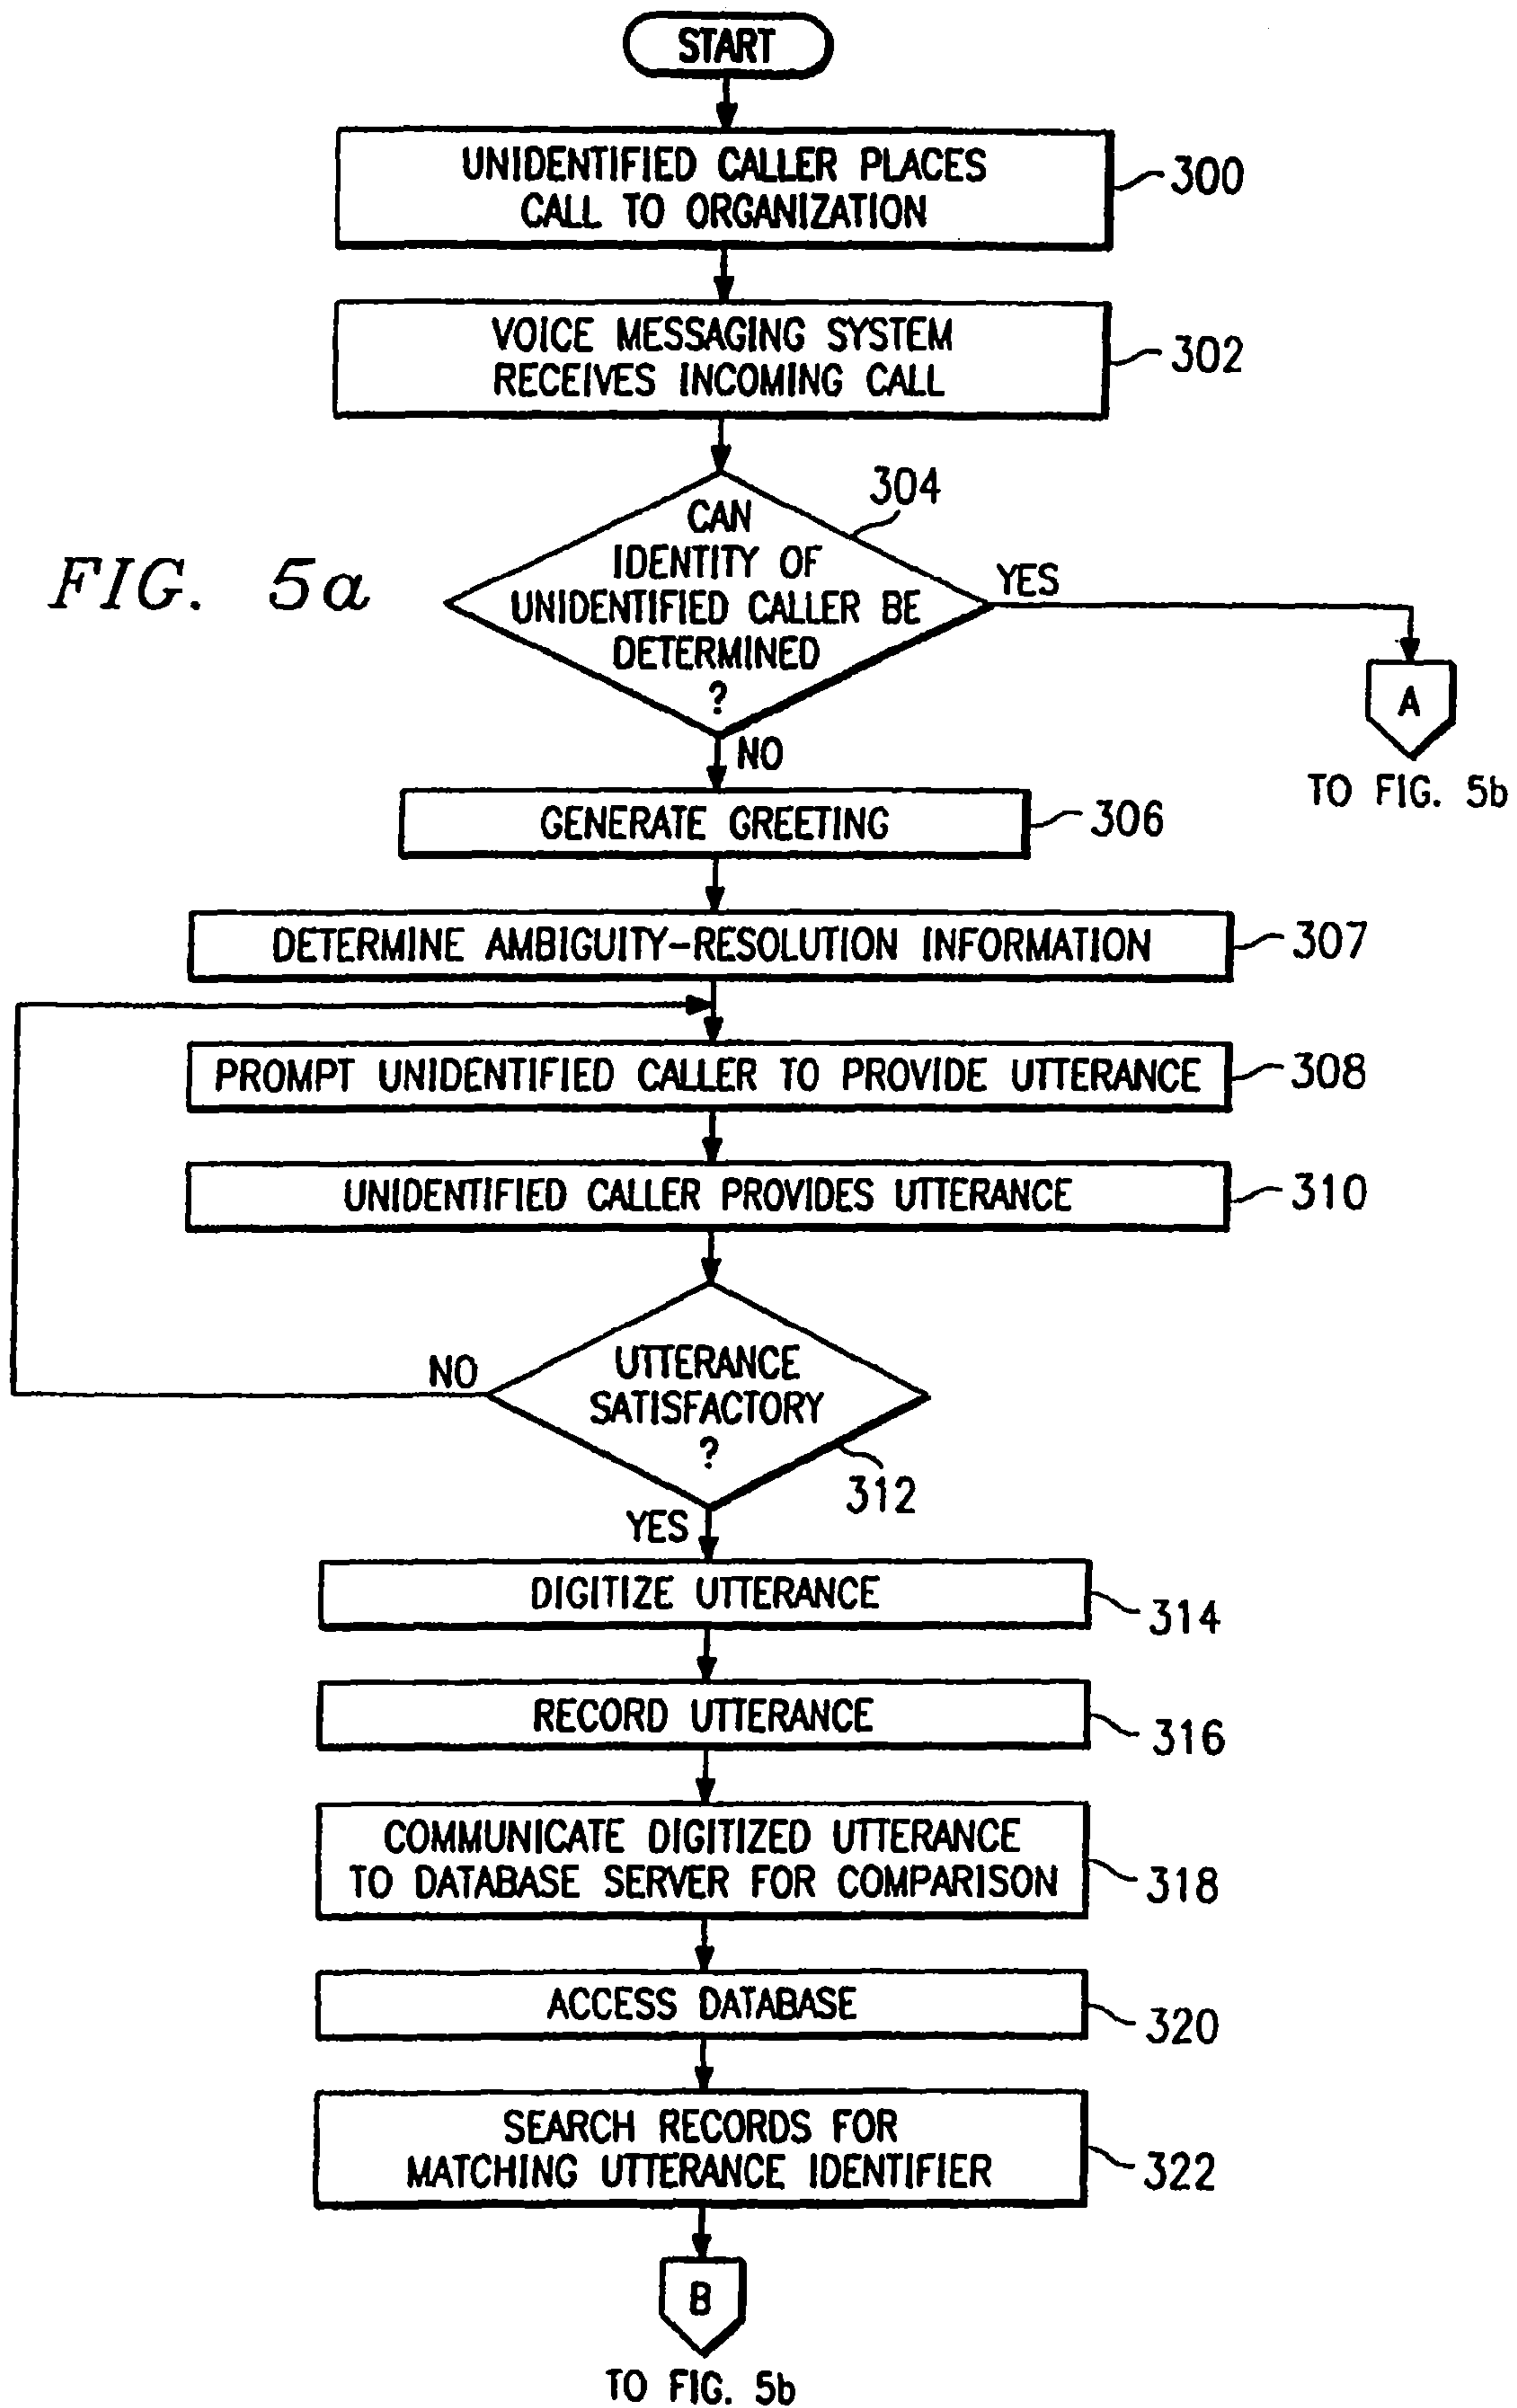 START
UNIDENTIFIED CALLER PLACES
CALL TO ORGANIZATION
300
VOICE MESSAGING SYSTEM
RECEIVES INCOMING CALL
302
304
CAN
IDENTITY OF
UNIDENTIFIED CALLER BE
DETERMINED
?
FIG. 5a
YES
A
TO FIG. 5b
NO
GENERATE GREETING
306
DETERMINE AMBIGUITY-RESOLUTION INFORMATION
307
PROMPT UNIDENTIFIED CALLER TO PROVIDE UTTERANCE
308
UNIDENTIFIED CALLER PROVIDES UTTERANCE
310
NO
UTTERANCE
SATISFACTORY
?
312
YES
DIGITIZE UTTERANCE
314
RECORD UTTERANCE
316
COMMUNICATE DIGITIZED UTTERANCE
TO DATABASE SERVER FOR COMPARISON
318
ACCESS DATABASE
320
SEARCH RECORDS FOR
MATCHING UTTERANCE IDENTIFIER
322
B
TO FIG. 5b